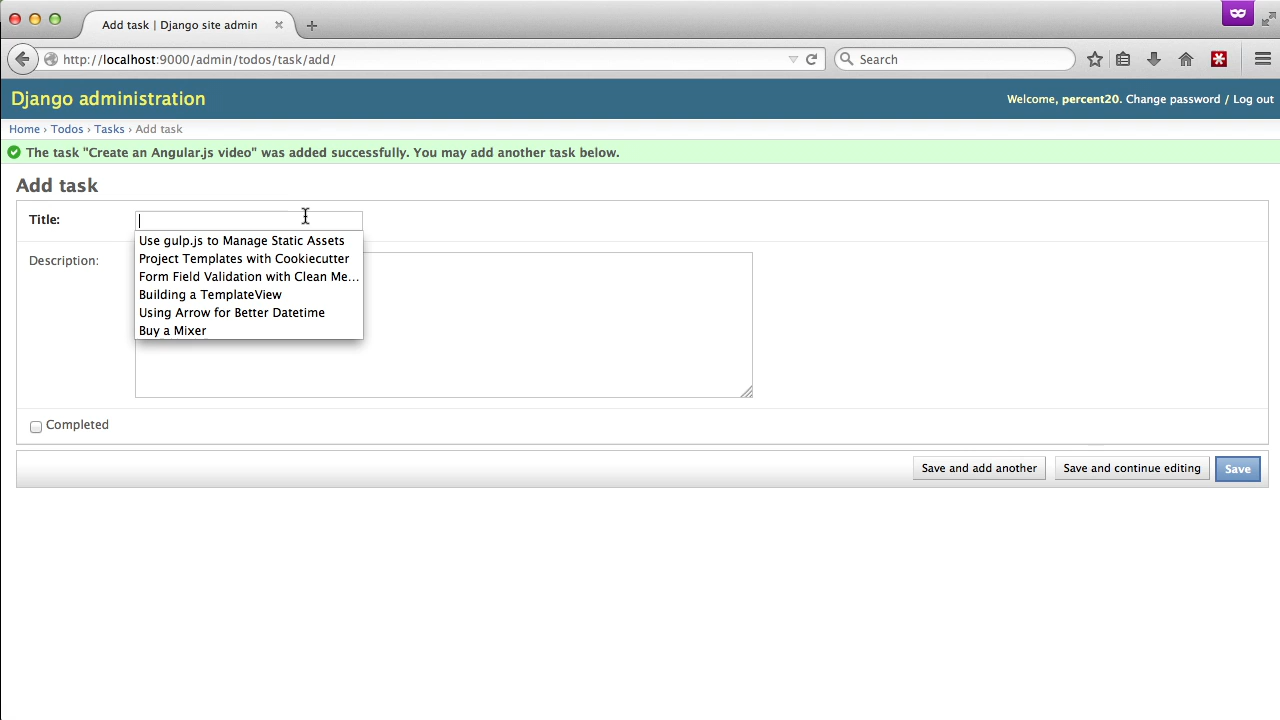 Add task | Django site admin
http://localhost:9000/admin/todos/task/add/
Search
Django administration
Welcome, percent20. Change password / Log out
Home › Todos › Tasks › Add task
The task "Create an Angular.js video" was added successfully. You may add another task below.
Add task
Title:
Use gulp.js to Manage Static Assets
Project Templates with Cookiecutter
Form Field Validation with Clean Me...
Building a TemplateView
Using Arrow for Better Datetime
Buy a Mixer
Description:
Completed
Save and add another
Save and continue editing
Save